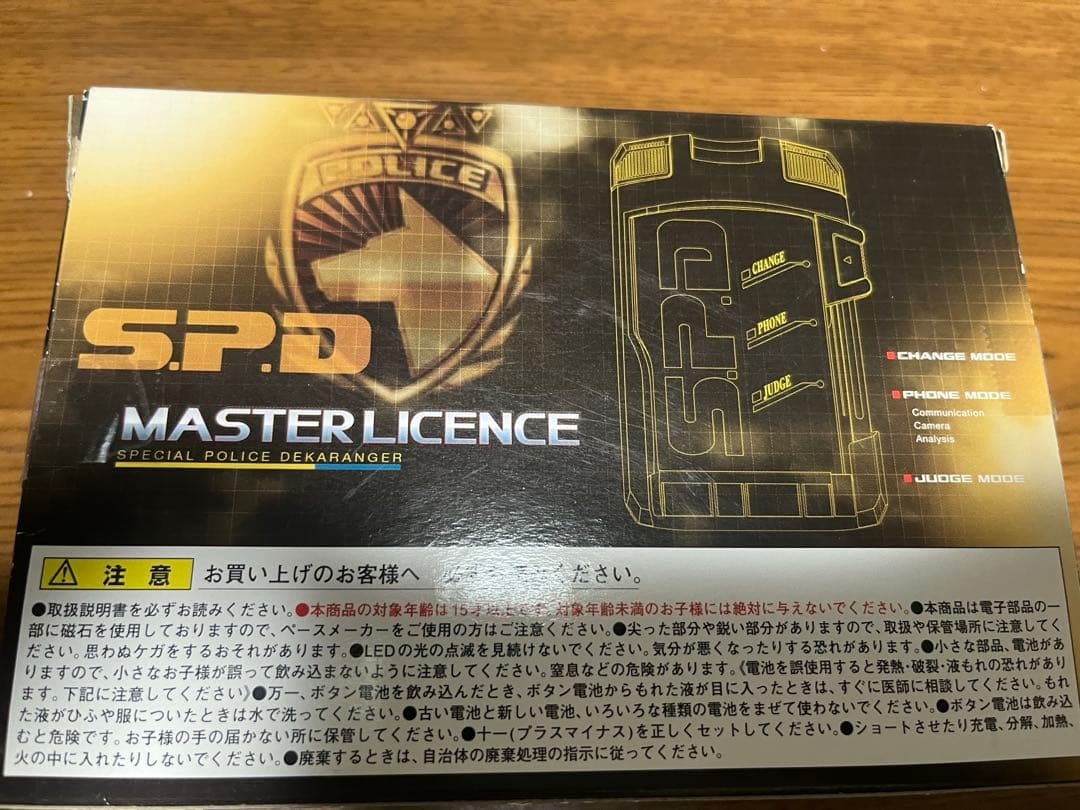 POLICE
S.P.D
MASTER LICENCE
SPECIAL POLICE DEKARANGER
S.P.D
CHANGE
PHONE
JUDGE
CHANGE MODE
PHONE MODE
Communication
Camera
Analysis
JUDGE MODE
注意 お買い上げのお客様へ ください。
●取扱説明書を必ずお読みください。●本商品の対象年齢は15才以上です。対象年齢未満のお子様には絶対に与えないでください。●本商品は電子部品の一
部に磁石を使用しておりますので、ペースメーカーをご使用の方はご注意ください。●尖った部分や鋭い部分がありますので、取扱や保管場所に注意してく
ださい。思わぬケガをするおそれがあります。●LEDの光の点滅を見続けないでください。気分が悪くなったりする恐れがあります。●小さな部品、電池があ
りますので、小さなお子様が誤って飲み込まないように注意してください。窒息などの危険があります。《電池を誤使用すると発熱・破裂・液もれの恐れがあり
ます。下記に注意してください》●万一、ボタン電池を飲み込んだとき、ボタン電池からもれた液が目に入ったときは、すぐに医師に相談してください。もれ
た液がひふや服についたときは水で洗ってください。●古い電池と新しい電池、いろいろな種類の電池をまぜて使わないでください。●ボタン電池は飲み込
むと危険です。お子様の手の届かない所に保管してください。●＋－(プラスマイナス)を正しくセットしてください。●ショートさせたり充電、分解、加熱、
火の中に入れたりしないでください。●廃棄するときは、自治体の廃棄処理の指示に従ってください。